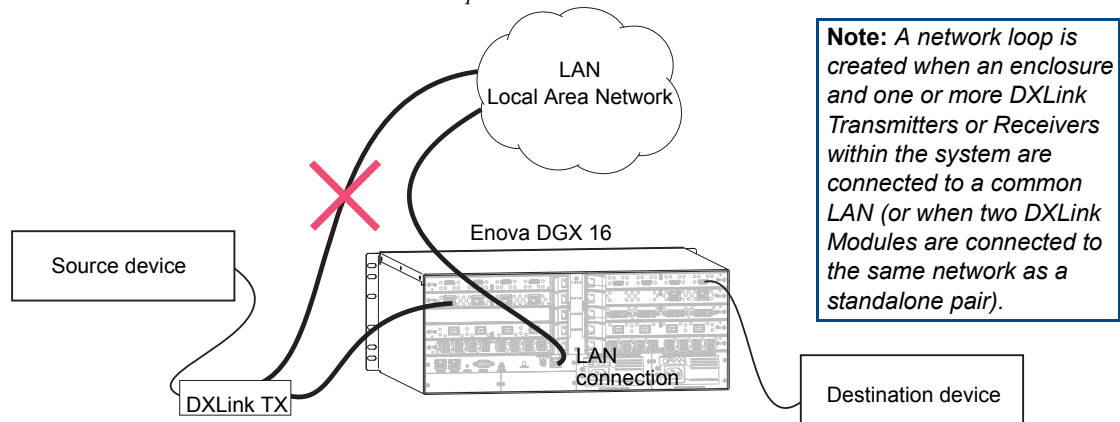 LAN
Local Area Network
Note: A network loop is
created when an enclosure
and one or more DXLink
Transmitters or Receivers
within the system are
connected to a common
LAN (or when two DXLink
Modules are connected to
the same network as a
standalone pair).
Enova DGX 16
Source device
LAN
connection
DXLink TX
Destination device